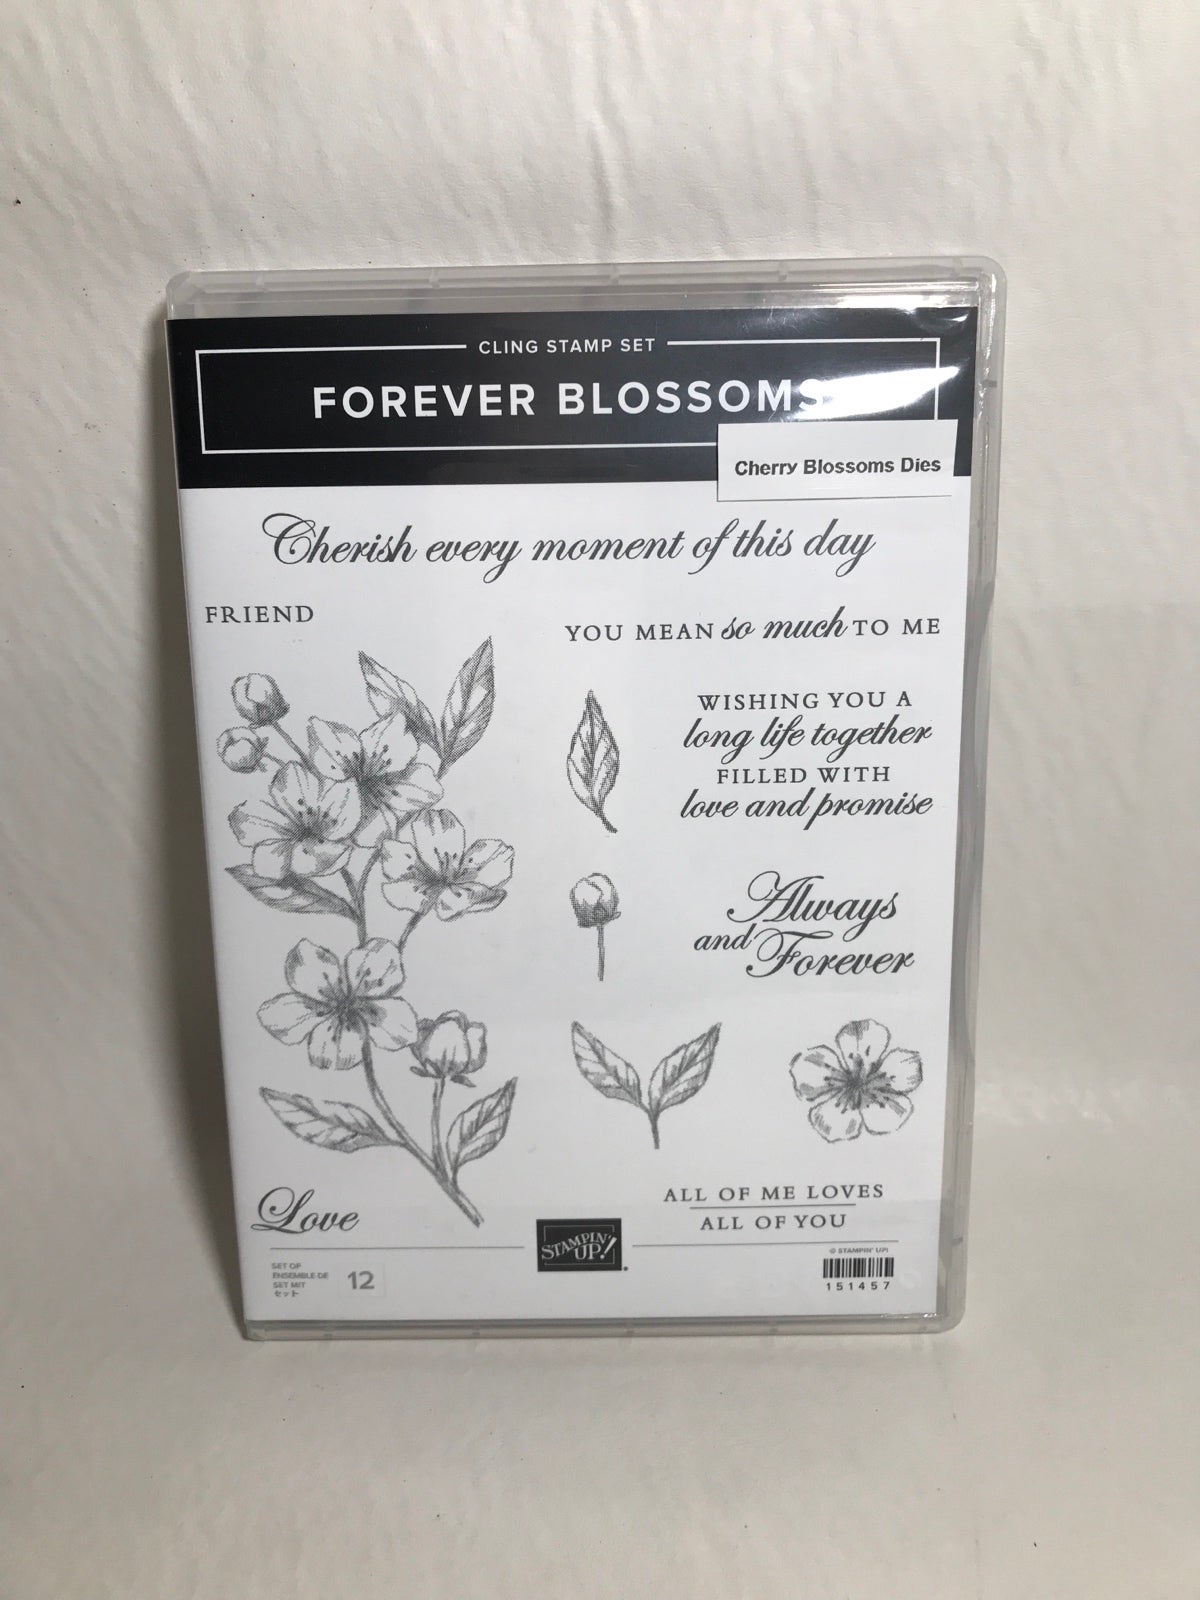 CLING STAMP SET
FOREVER BLOSSOMS
Cherry Blossoms Dies
Cherish every moment of this day
FRIEND
YOU MEAN so much TO ME
WISHING YOU A
long life together
FILLED WITH
love and promise
Always
and Forever
ALL OF ME LOVES
ALL OF YOU
Love
STAMPIN'
UP!
© STAMPIN' UP!
SET OF
ENSEMBLE DE
SET MIT
セット
12
151457